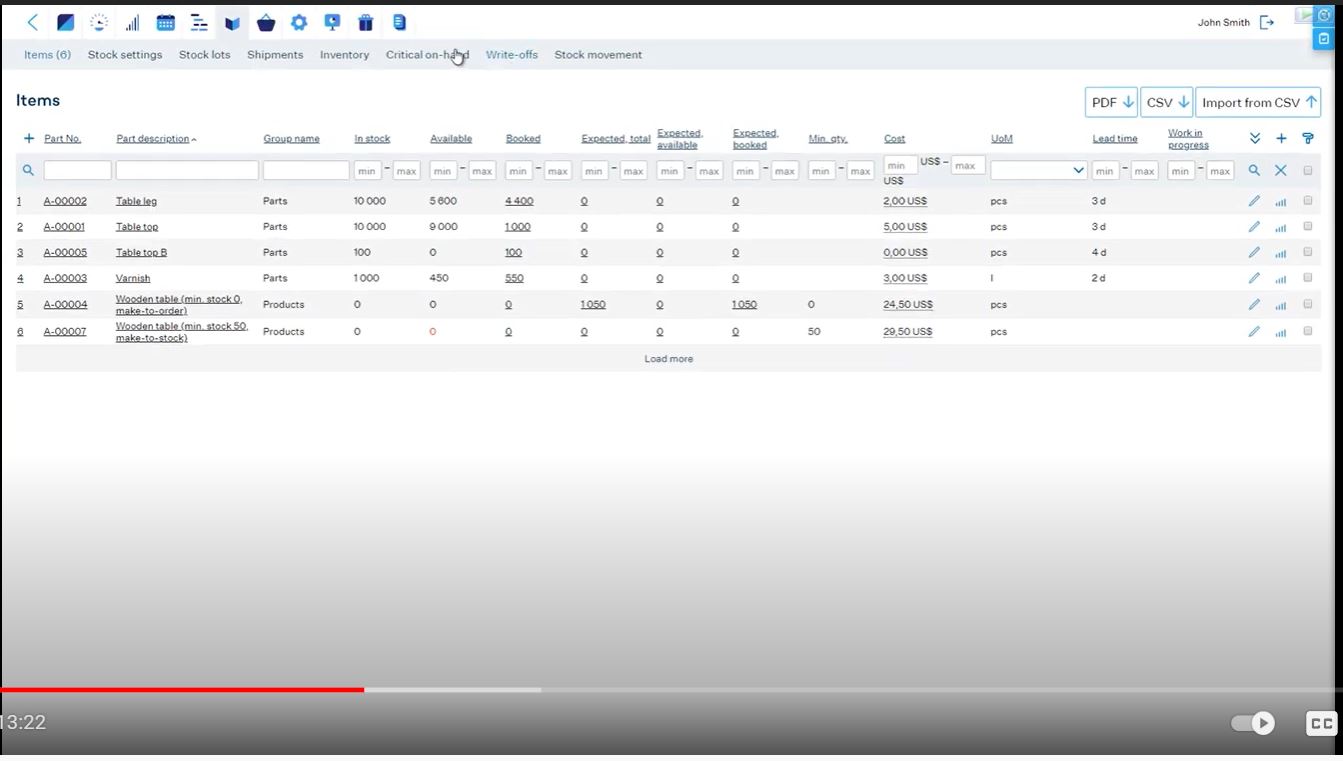 John Smith
Items (6) Stock settings Stock lots Shipments Inventory Critical on-hand Write-offs Stock movement
Items
PDF CSV Import from CSV
Part No. Part description Group name In stock Available Booked Expected, total Expected, available Expected, booked Min. qty. Cost UoM Lead time Work in progress
min – max min – max min – max min – max min – max min – max min – max min US$ – max US$ min – max min – max
1 A-00002 Table leg Parts 10 000 5 600 4 400 0 0 0 2,00 US$ pcs 3 d
2 A-00001 Table top Parts 10 000 9 000 1 000 0 0 0 5,00 US$ pcs 3 d
3 A-00005 Table top B Parts 100 0 100 0 0 0 0,00 US$ pcs 4 d
4 A-00003 Varnish Parts 1 000 450 550 0 0 0 3,00 US$ l 2 d
5 A-00004 Wooden table (min. stock 0, make-to-order) Products 0 0 0 1 050 0 1 050 0 24,50 US$ pcs
6 A-00007 Wooden table (min. stock 50, make-to-stock) Products 0 0 0 0 0 0 50 29,50 US$ pcs
Load more
13:22
CC